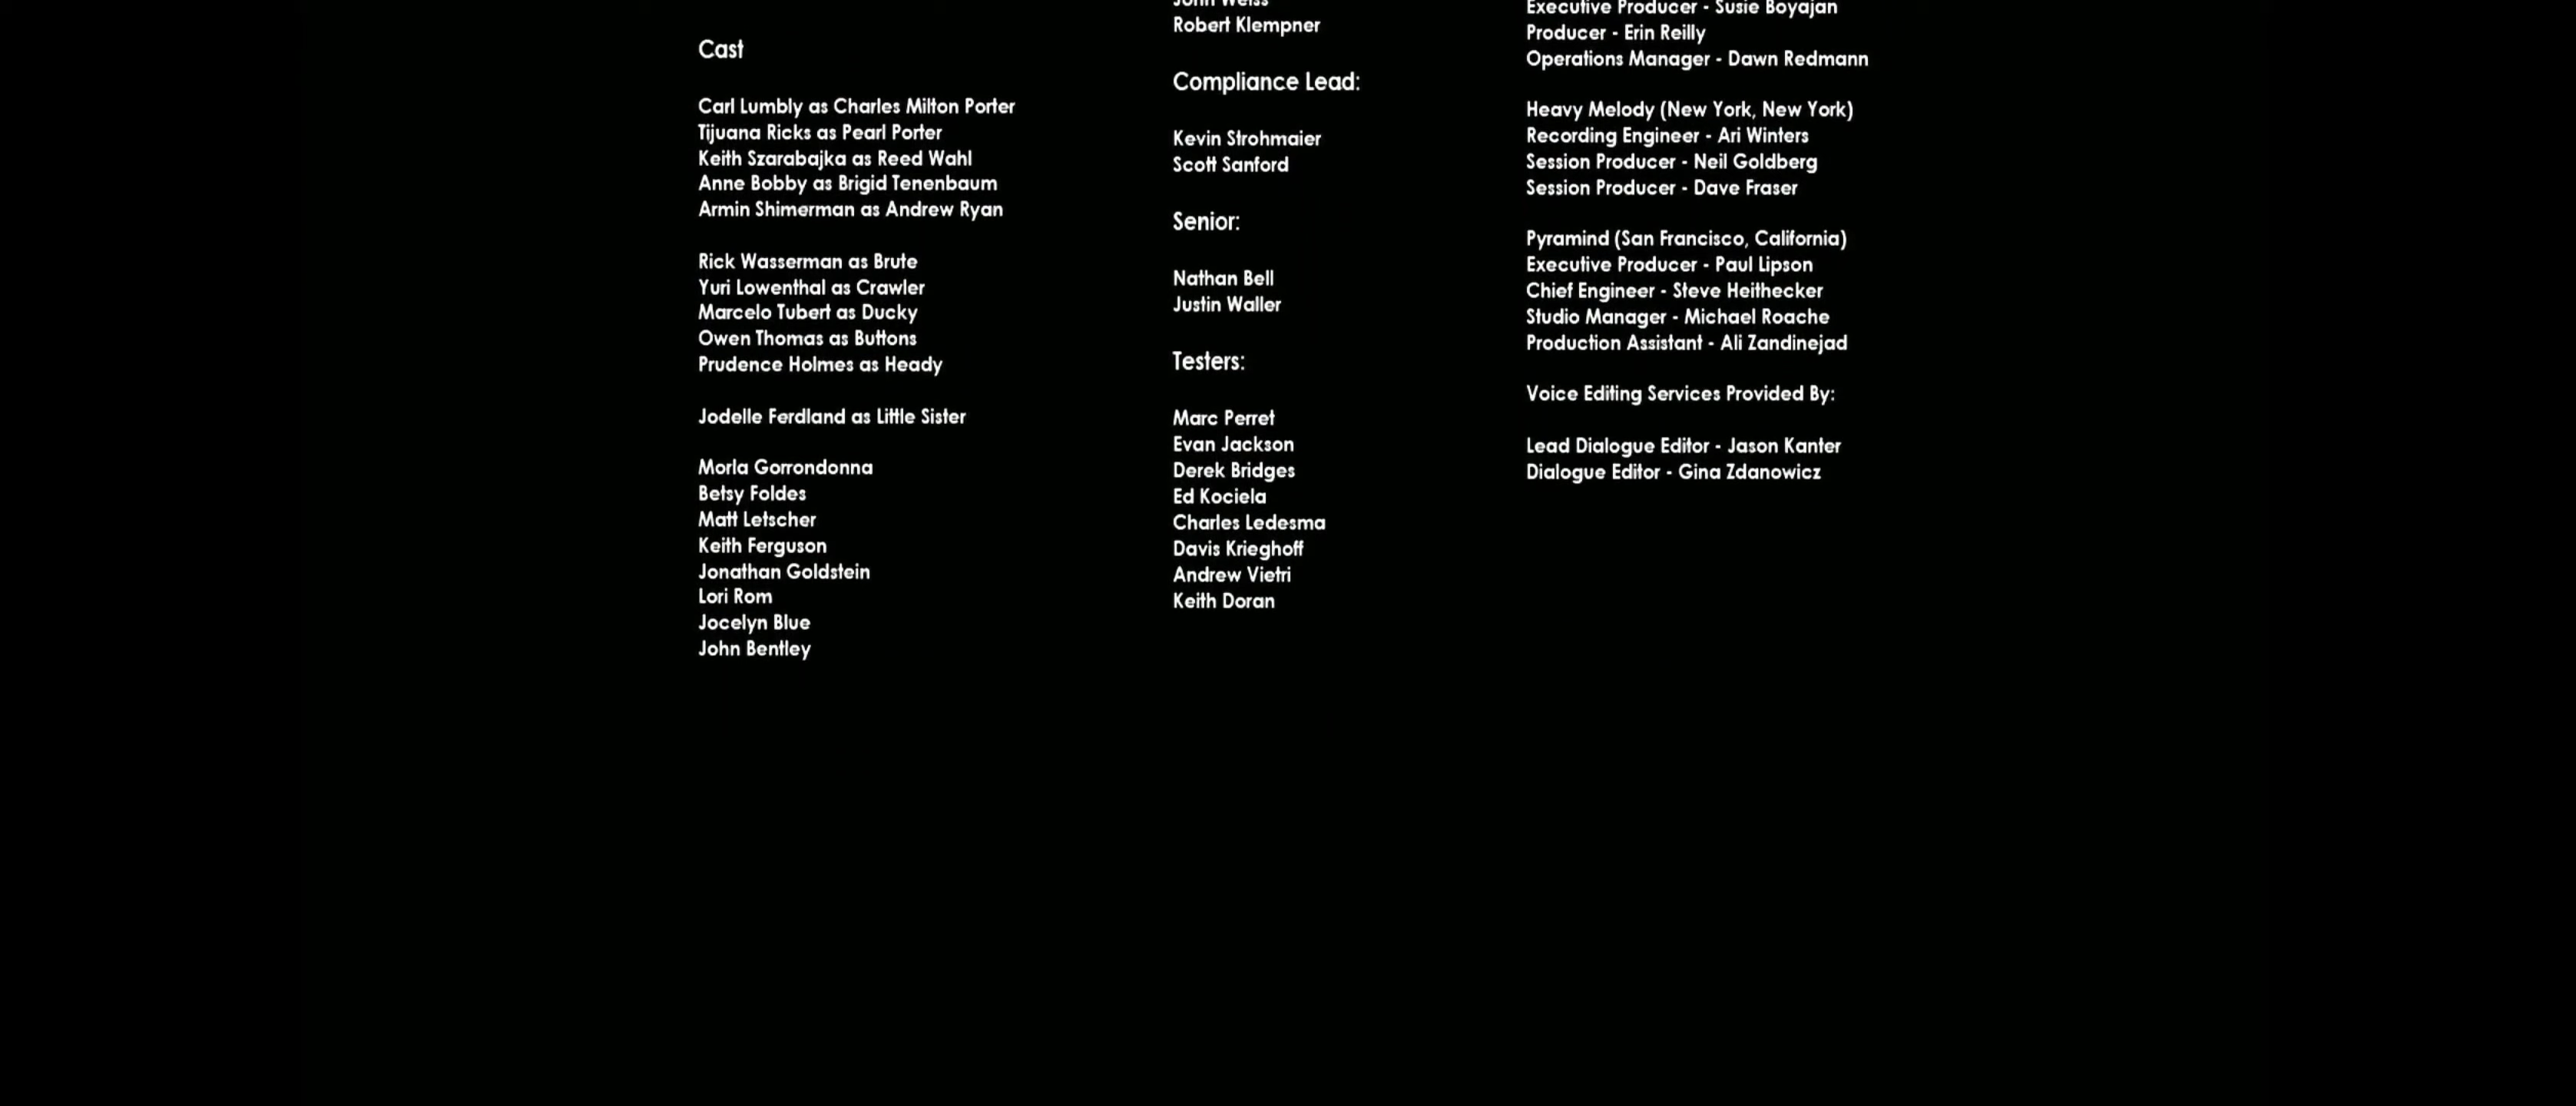 Cast
Carl Lumbly as Charles Milton Porter
Tijuana Ricks as Pearl Porter
Keith Szarabajka as Reed Wahl
Anne Bobby as Brigid Tenenbaum
Armin Shimerman as Andrew Ryan
Rick Wasserman as Brute
Yuri Lowenthal as Crawler
Marcelo Tubert as Ducky
Owen Thomas as Buttons
Prudence Holmes as Heady
Jodelle Ferdland as Little Sister
Morla Gorrondonna
Betsy Foldes
Matt Letscher
Keith Ferguson
Jonathan Goldstein
Lori Rom
Jocelyn Blue
John Bentley
John Weiss
Robert Klempner
Compliance Lead:
Kevin Strohmaier
Scott Sanford
Senior:
Nathan Bell
Justin Waller
Testers:
Marc Perret
Evan Jackson
Derek Bridges
Ed Kociela
Charles Ledesma
Davis Krieghoff
Andrew Vietri
Keith Doran
Executive Producer - Susie Boyajan
Producer - Erin Reilly
Operations Manager - Dawn Redmann
Heavy Melody (New York, New York)
Recording Engineer - Ari Winters
Session Producer - Neil Goldberg
Session Producer - Dave Fraser
Pyramind (San Francisco, California)
Executive Producer - Paul Lipson
Chief Engineer - Steve Heithecker
Studio Manager - Michael Roache
Production Assistant - Ali Zandinejad
Voice Editing Services Provided By:
Lead Dialogue Editor - Jason Kanter
Dialogue Editor - Gina Zdanowicz